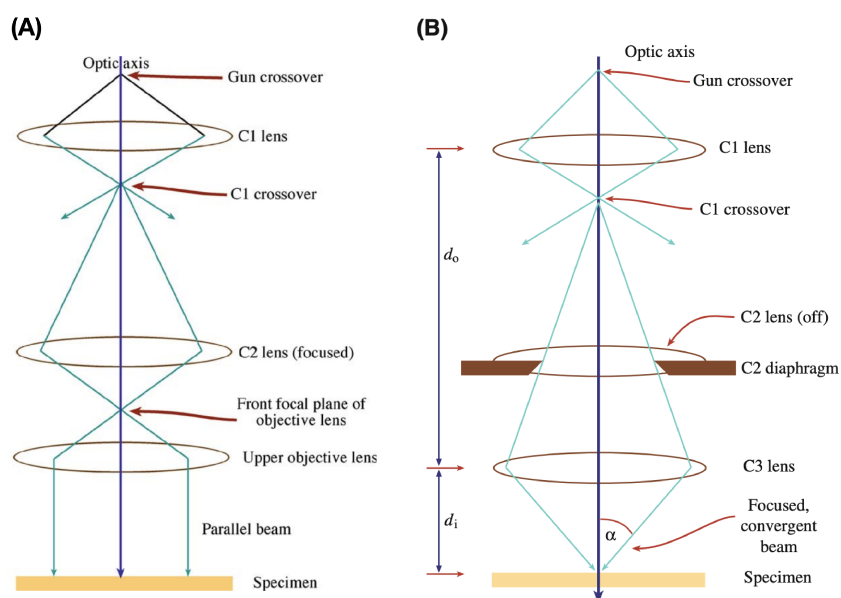 (A)
Optic axis
Gun crossover
C1 lens
C1 crossover
C2 lens (focused)
Front focal plane of
objective lens
Upper objective lens
Parallel beam
Specimen
(B)
Optic axis
Gun crossover
C1 lens
C1 crossover
do
C2 lens (off)
C2 diaphragm
C3 lens
di
α
Focused,
convergent
beam
Specimen